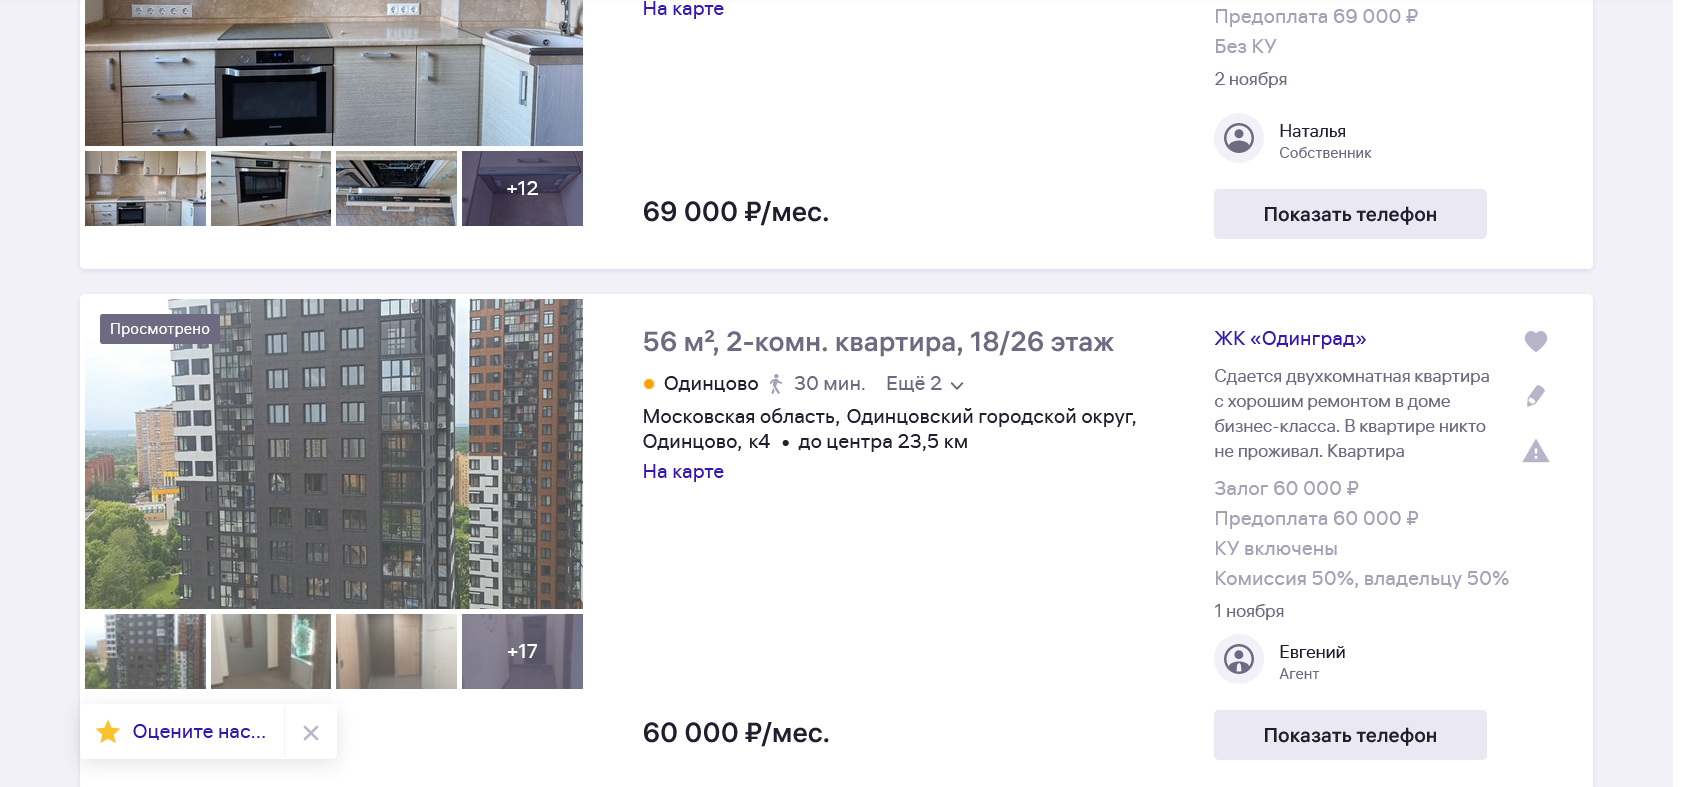 На карте
Предоплата 69 000 ₽
Без КУ
2 ноября
Наталья
Собственник
+12
69 000 ₽/мес.
Показать телефон
Просмотрено
56 м², 2-комн. квартира, 18/26 этаж
Одинцово 30 мин. Ещё 2
Московская область, Одинцовский городской округ,
Одинцово, к4 • до центра 23,5 км
На карте
ЖК «Одинград»
Сдается двухкомнатная квартира
с хорошим ремонтом в доме
бизнес-класса. В квартире никто
не проживал. Квартира
Залог 60 000 ₽
Предоплата 60 000 ₽
КУ включены
Комиссия 50%, владельцу 50%
1 ноября
Евгений
Агент
+17
60 000 ₽/мес.
Показать телефон
Оцените нас...